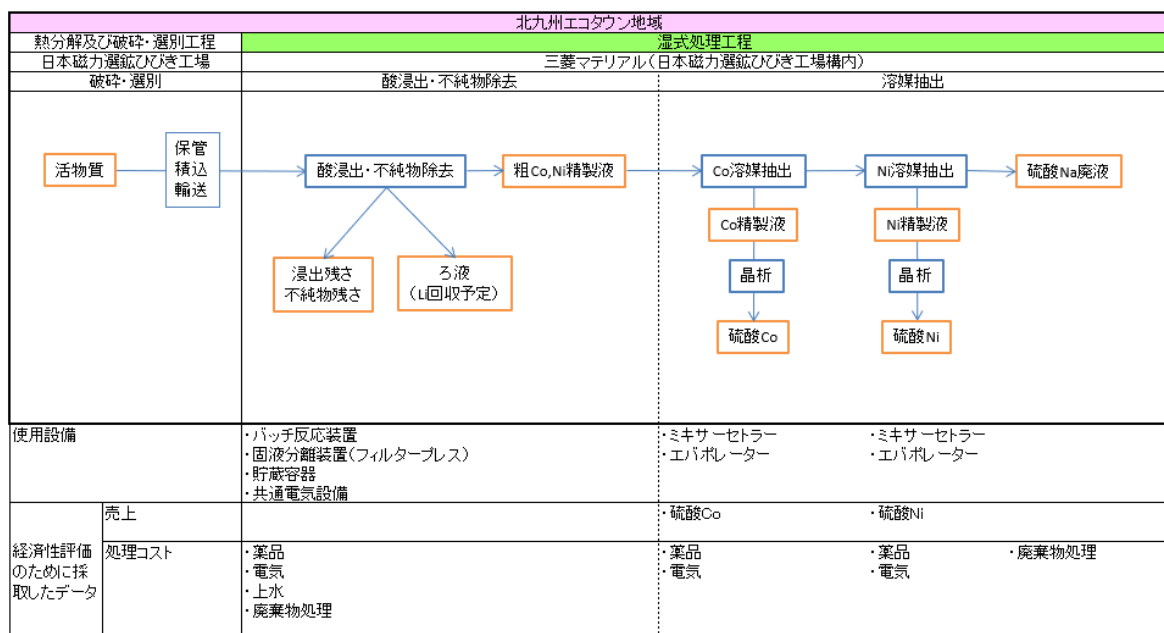 北九州エコタウン地域
熱分解及び破砕・選別工程
湿式処理工程
日本磁力選鉱ひびき工場
三菱マテリアル(日本磁力選鉱ひびき工場構内)
破砕・選別
酸浸出・不純物除去
溶媒抽出
活物質
保管
積込
輸送
酸浸出・不純物除去
粗Co,Ni精製液
Co溶媒抽出
Ni溶媒抽出
硫酸Na廃液
Co精製液
Ni精製液
浸出残さ
不純物残さ
ろ液
(Li回収予定)
晶析
晶析
硫酸Co
硫酸Ni
使用設備
・バッチ反応装置
・固液分離装置(フィルタープレス)
・貯蔵容器
・共通電気設備
・ミキサーセトラー
・エバポレーター
・ミキサーセトラー
・エバポレーター
経済性評価
のために採
取したデータ
売上
・硫酸Co
・硫酸Ni
処理コスト
・薬品
・電気
・上水
・廃棄物処理
・薬品
・電気
・薬品
・電気
・廃棄物処理